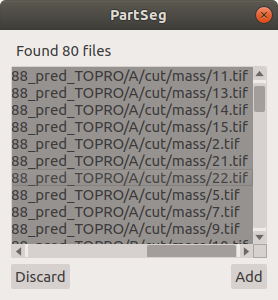 PartSeg
Found 80 files
88_pred_TOPRO/A/cut/mass/11.tif
88_pred_TOPRO/A/cut/mass/13.tif
88_pred_TOPRO/A/cut/mass/14.tif
88_pred_TOPRO/A/cut/mass/15.tif
88_pred_TOPRO/A/cut/mass/2.tif
88_pred_TOPRO/A/cut/mass/21.tif
88_pred_TOPRO/A/cut/mass/22.tif
88_pred_TOPRO/A/cut/mass/5.tif
88_pred_TOPRO/A/cut/mass/7.tif
88_pred_TOPRO/A/cut/mass/9.tif
Discard Add